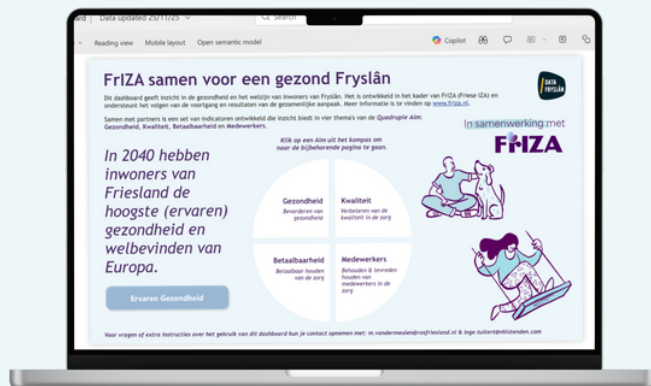 Data updated 25/11/25
Search
Reading view Mobile layout Open semantic model
Copilot
FrIZA samen voor een gezond Fryslân
Dit dashboard geeft inzicht in de gezondheid en het welzijn van inwoners van Fryslân. Het is ontwikkeld in het kader van FrIZA (Friese IZA) en
ondersteunt het volgen van de voortgang en resultaten van de gezamenlijke aanpak. Meer informatie is te vinden op www.friza.nl.
Samen met partners is een set van indicatoren ontwikkeld die inzicht biedt in vier thema's van de Quadruple Aim:
Gezondheid, Kwaliteit, Betaalbaarheid en Medewerkers.
DATA
FRYSLÂN
In samenwerking met
FrIZA
Klik op een Aim uit het kompas om
naar de bijbehorende pagina te gaan.
In 2040 hebben
inwoners van
Friesland de
hoogste (ervaren)
gezondheid en
welbevinden van
Europa.
Ervaren Gezondheid
Gezondheid
Bevorderen van
gezondheid
Kwaliteit
Verbeteren van de
kwaliteit in de zorg
Betaalbaarheid
Betaalbaar houden
van de zorg
Medewerkers
Behouden & tevreden
houden van
medewerkers in de
zorg
Voor vragen of extra instructies over het gebruik van dit dashboard kun je contact opnemen met: m.vandermeulen@rosfriesland.nl & inge.tuitert@nhlstenden.com